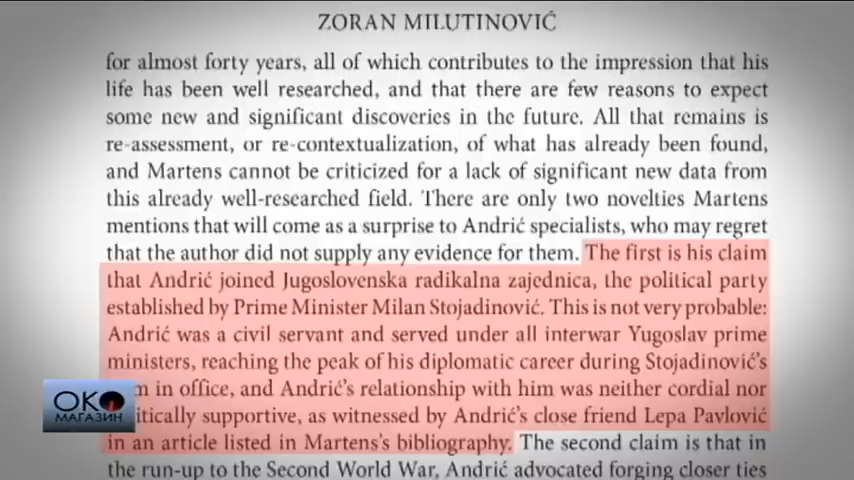 ZORAN MILUTINOVIĆ
for almost forty years, all of which contributes to the impression that his
life has been well researched, and that there are few reasons to expect
some new and significant discoveries in the future. All that remains is
re-assessment, or re-contextualization, of what has already been found,
and Martens cannot be criticized for a lack of significant new data from
this already well-researched field. There are only two novelties Martens
mentions that will come as a surprise to Andrić specialists, who may regret
that the author did not supply any evidence for them. The first is his claim
that Andrić joined Jugoslovenska radikalna zajednica, the political party
established by Prime Minister Milan Stojadinović. This is not very probable:
Andrić was a civil servant and served under all interwar Yugoslav prime
ministers, reaching the peak of his diplomatic career during Stojadinović's
m in office, and Andrić's relationship with him was neither cordial nor
itically supportive, as witnessed by Andrić's close friend Lepa Pavlović
in an article listed in Martens's bibliography. The second claim is that in
the run-up to the Second World War, Andrić advocated forging closer ties
ОКО
МАГАЗИН